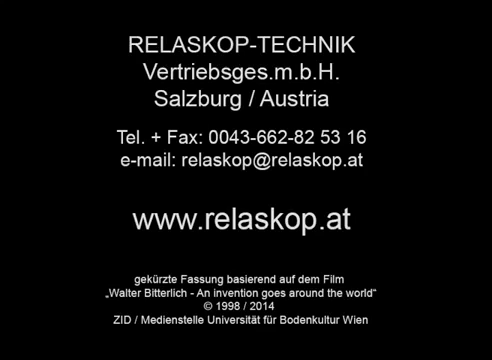 RELASKOP-TECHNIK
Vertriebsges.m.b.H.
Salzburg / Austria
Tel. + Fax: 0043-662-82 53 16
e-mail: relaskop@relaskop.at
www.relaskop.at
gekürzte Fassung basierend auf dem Film
„Walter Bitterlich - An invention goes around the world“
© 1998 / 2014
ZID / Medienstelle Universität für Bodenkultur Wien